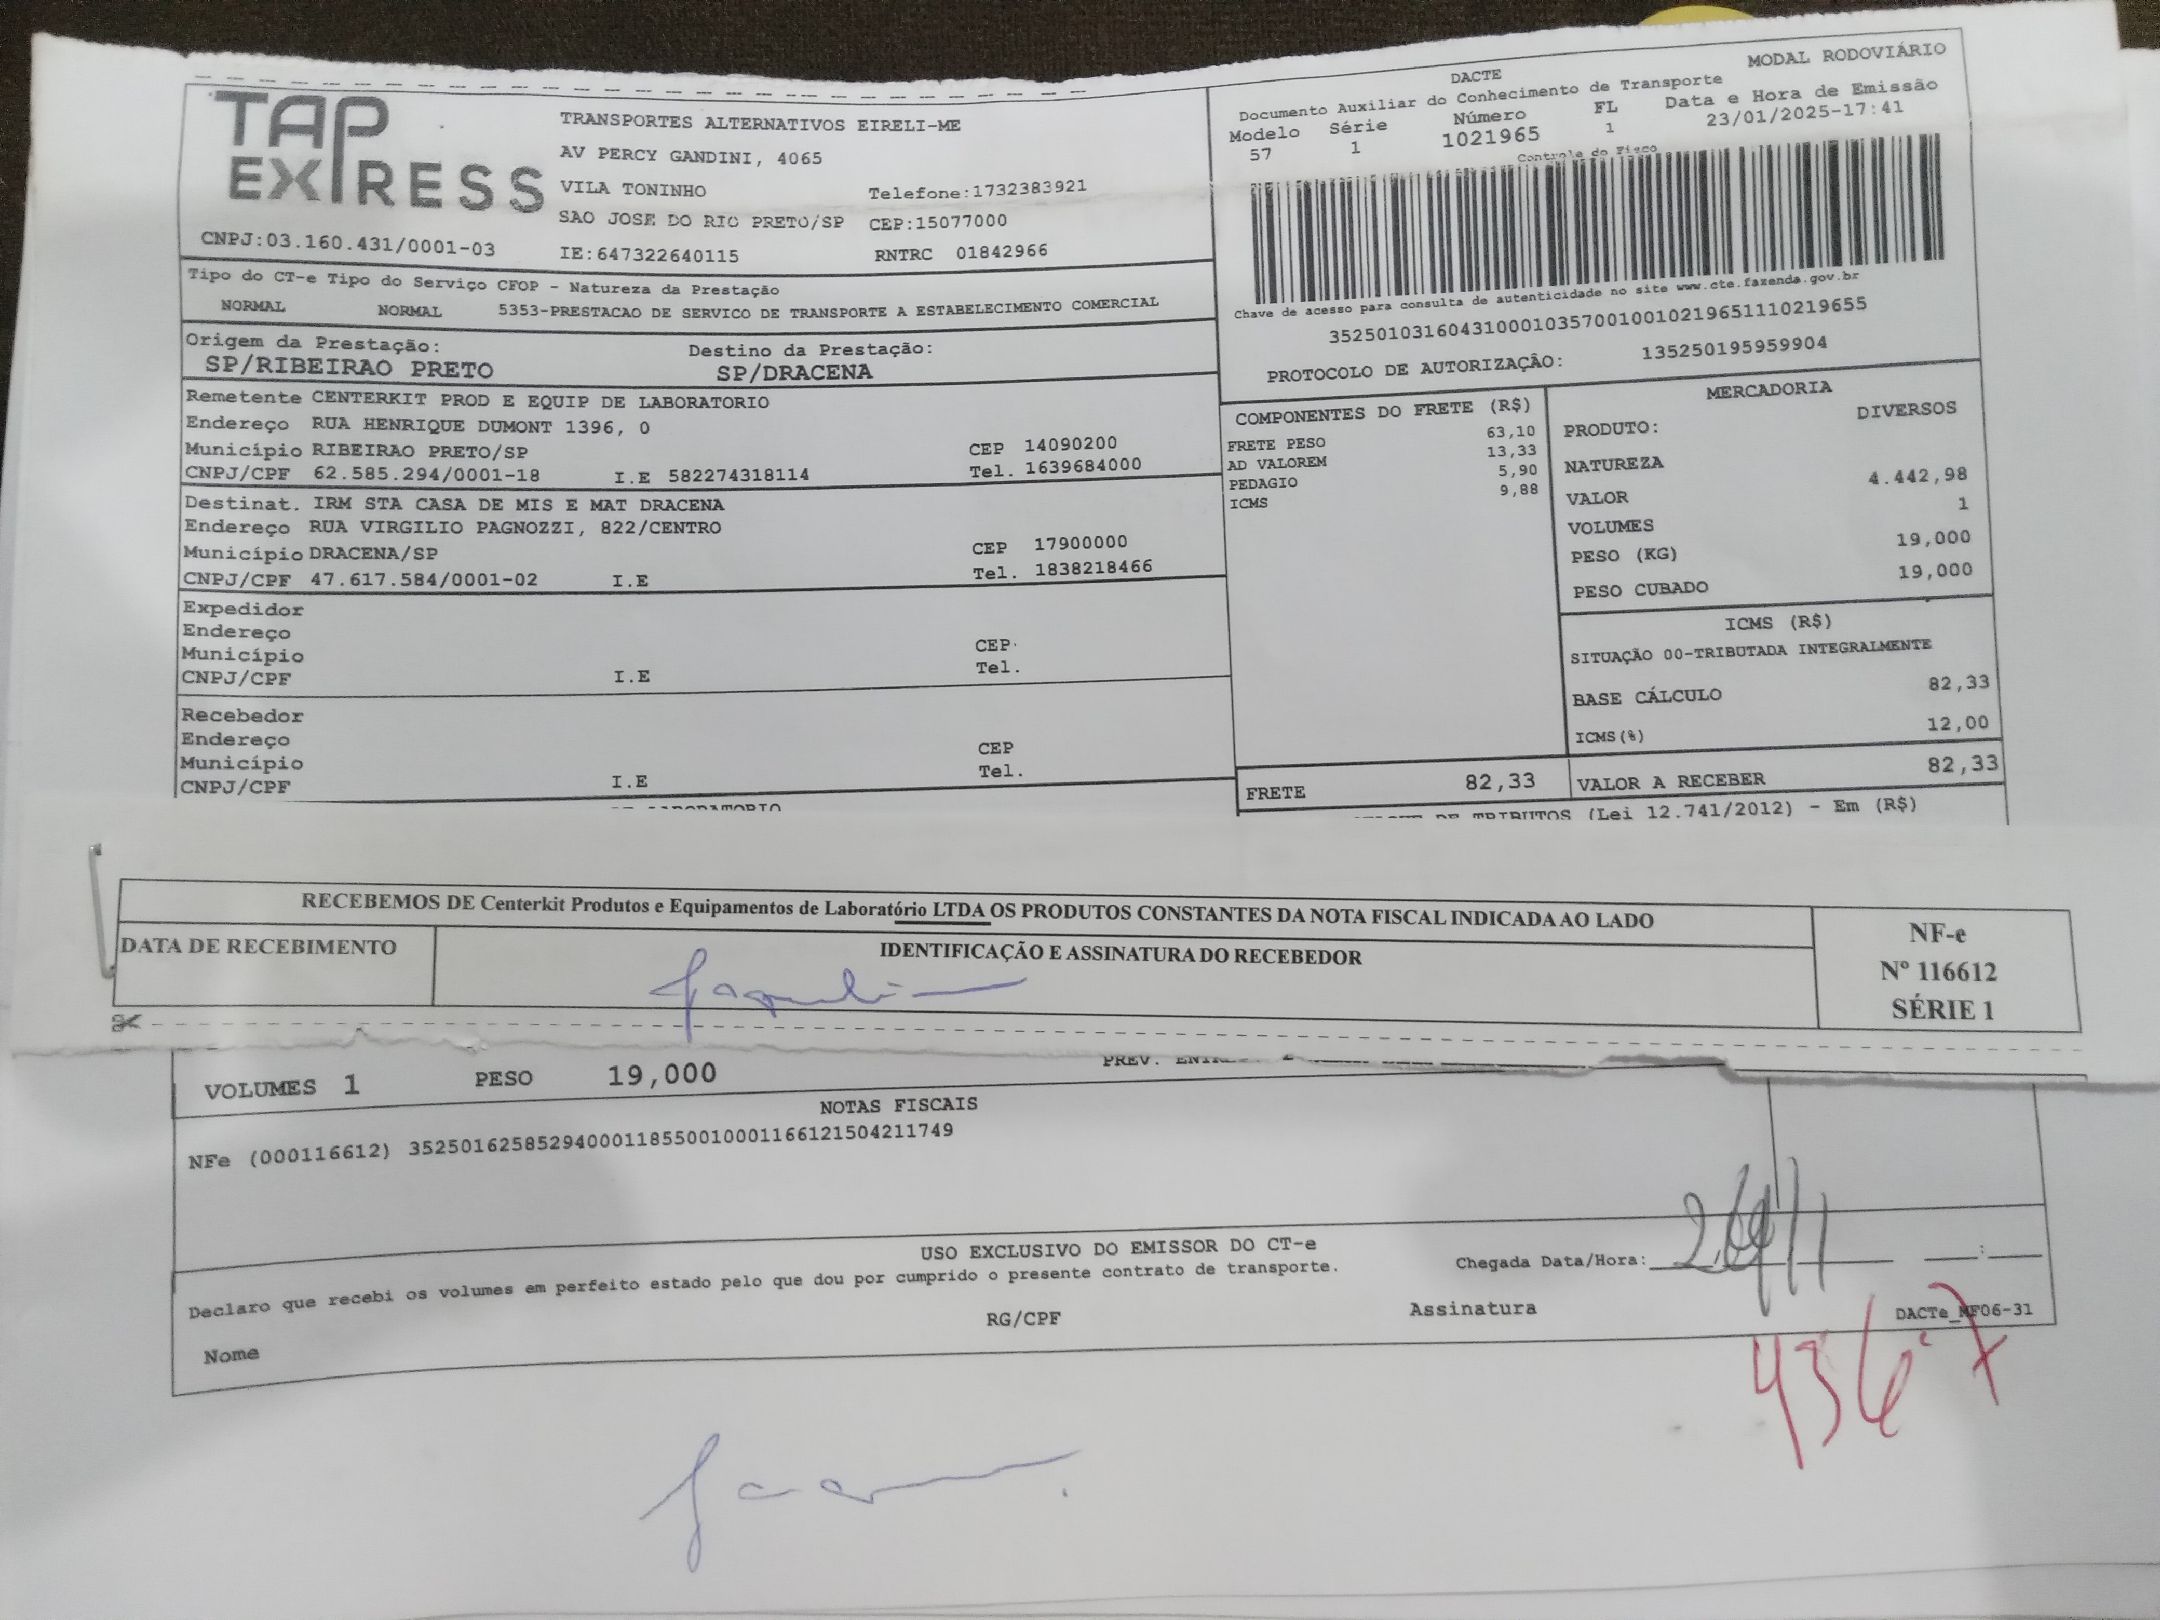 TAP EXPRESS
TRANSPORTES ALTERNATIVOS EIRELI-ME
AV PERCY GANDINI, 4065
VILA TONINHO Telefone:1732383921
SAO JOSE DO RIO PRETO/SP CEP:15077000
CNPJ:03.160.431/0001-03 IE:647322640115 RNTRC 01842966
DACTE MODAL RODOVIÁRIO
Documento Auxiliar do Conhecimento de Transporte
Modelo Série Número FL Data e Hora de Emissão
57 1 1021965 1 23/01/2025-17:41
Controle do Fisco
Chave de acesso para consulta de autenticidade no site www.cte.fazenda.gov.br
35250103160431000103570010010219651110219655
PROTOCOLO DE AUTORIZAÇÃO: 135250195959904
Tipo do CT-e Tipo do Serviço CFOP - Natureza da Prestação
NORMAL NORMAL 5353-PRESTACAO DE SERVICO DE TRANSPORTE A ESTABELECIMENTO COMERCIAL
Origem da Prestação: Destino da Prestação:
SP/RIBEIRAO PRETO SP/DRACENA
Remetente CENTERKIT PROD E EQUIP DE LABORATORIO
Endereço RUA HENRIQUE DUMONT 1396, 0
Município RIBEIRAO PRETO/SP CEP 14090200
CNPJ/CPF 62.585.294/0001-18 I.E 582274318114 Tel. 1639684000
Destinat. IRM STA CASA DE MIS E MAT DRACENA
Endereço RUA VIRGILIO PAGNOZZI, 822/CENTRO
Município DRACENA/SP CEP 17900000
CNPJ/CPF 47.617.584/0001-02 I.E Tel. 1838218466
Expedidor
Endereço
Município CEP
CNPJ/CPF I.E Tel.
Recebedor
Endereço
Município CEP
CNPJ/CPF I.E Tel.
COMPONENTES DO FRETE (R$)
FRETE PESO 63,10
AD VALOREM 13,33
PEDAGIO 5,90
ICMS 9,88
MERCADORIA
PRODUTO: DIVERSOS
NATUREZA
VALOR 4.442,98
VOLUMES 1
PESO (KG) 19,000
PESO CUBADO 19,000
ICMS (R$)
SITUAÇÃO 00-TRIBUTADA INTEGRALMENTE
BASE CÁLCULO 82,33
ICMS(%) 12,00
FRETE 82,33 VALOR A RECEBER 82,33
DE TRIBUTOS (Lei 12.741/2012) - Em (R$)
RECEBEMOS DE Centerkit Produtos e Equipamentos de Laboratório LTDA OS PRODUTOS CONSTANTES DA NOTA FISCAL INDICADA AO LADO
DATA DE RECEBIMENTO IDENTIFICAÇÃO E ASSINATURA DO RECEBEDOR
NF-e
Nº 116612
SÉRIE 1
VOLUMES 1 PESO 19,000 PREV.
NOTAS FISCAIS
NFe (000116612) 35250162585294000118550010001166121504211749
USO EXCLUSIVO DO EMISSOR DO CT-e
Declaro que recebi os volumes em perfeito estado pelo que dou por cumprido o presente contrato de transporte.
Chegada Data/Hora:
Nome RG/CPF Assinatura DACTe_MF06-31
4367